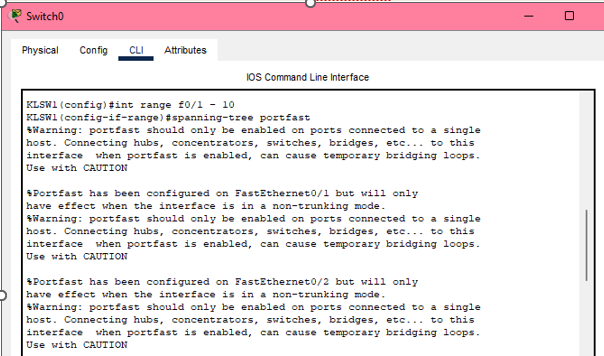 Switch0
Physical Config CLI Attributes
IOS Command Line Interface
KLSW1(config)#int range f0/1 - 10
KLSW1(config-if-range)#spanning-tree portfast
%Warning: portfast should only be enabled on ports connected to a single
host. Connecting hubs, concentrators, switches, bridges, etc... to this
interface  when portfast is enabled, can cause temporary bridging loops.
Use with CAUTION
%Portfast has been configured on FastEthernet0/1 but will only
have effect when the interface is in a non-trunking mode.
%Warning: portfast should only be enabled on ports connected to a single
host. Connecting hubs, concentrators, switches, bridges, etc... to this
interface  when portfast is enabled, can cause temporary bridging loops.
Use with CAUTION
%Portfast has been configured on FastEthernet0/2 but will only
have effect when the interface is in a non-trunking mode.
%Warning: portfast should only be enabled on ports connected to a single
host. Connecting hubs, concentrators, switches, bridges, etc... to this
interface  when portfast is enabled, can cause temporary bridging loops.
Use with CAUTION